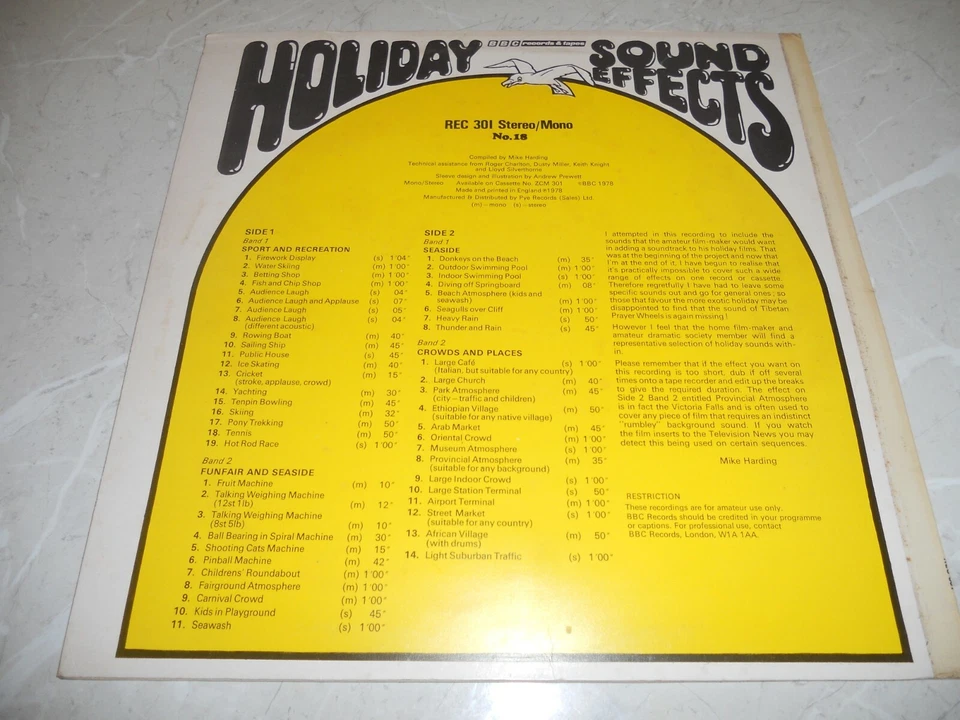 HOLIDAY BBC records & tapes SOUND
EFFECTS
REC 301 Stereo/Mono
No.18
Compiled by Mike Harding
Technical assistance from Roger Charlton, Dusty Miller, Keith Knight
and Lloyd Silverthorne
Sleeve design and illustration by Andrew Prewett
Mono/Stereo Available on Cassette No. ZCM 301 ©BBC 1978
Made and printed in England ℗1978
Manufactured & Distributed by Pye Records (Sales) Ltd.
(m) - mono (s) - stereo
SIDE 1
Band 1
SPORT AND RECREATION
1. Firework Display (s) 1'04"
2. Water Skiing (m) 1'00"
3. Betting Shop (m) 1'00"
4. Fish and Chip Shop (m) 1'00"
5. Audience Laugh (s) 04"
6. Audience Laugh and Applause (s) 07"
7. Audience Laugh (s) 05"
8. Audience Laugh (s) 04"
(different acoustic)
9. Rowing Boat (m) 40"
10. Sailing Ship (m) 45"
11. Public House (s) 45"
12. Ice Skating (m) 40"
13. Cricket (m) 15"
(stroke, applause, crowd)
14. Yachting (m) 30"
15. Tenpin Bowling (m) 45"
16. Skiing (m) 32"
17. Pony Trekking (m) 50"
18. Tennis (m) 50"
19. Hot Rod Race (s) 1'00"
Band 2
FUNFAIR AND SEASIDE
1. Fruit Machine (m) 10"
2. Talking Weighing Machine
(12st 1lb) (m) 12"
3. Talking Weighing Machine
(8st 5lb) (m) 10"
4. Ball Bearing in Spiral Machine (m) 30"
5. Shooting Cats Machine (m) 15"
6. Pinball Machine (m) 42"
7. Childrens' Roundabout (m) 1'00"
8. Fairground Atmosphere (m) 1'00"
9. Carnival Crowd (m) 1'00"
10. Kids in Playground (s) 45"
11. Seawash (s) 1'00"
SIDE 2
Band 1
SEASIDE
1. Donkeys on the Beach (m) 35"
2. Outdoor Swimming Pool (m) 1'00"
3. Indoor Swimming Pool (s) 1'00"
4. Diving off Springboard (m) 08"
5. Beach Atmosphere (kids and
seawash) (m) 1'00"
6. Seagulls over Cliff (m) 1'00"
7. Heavy Rain (s) 50"
8. Thunder and Rain (s) 45"
Band 2
CROWDS AND PLACES
1. Large Café (s) 1'00"
(Italian, but suitable for any country)
2. Large Church (m) 40"
3. Park Atmosphere (m) 45"
(city – traffic and children)
4. Ethiopian Village (m) 50"
(suitable for any native village)
5. Arab Market (m) 45"
6. Oriental Crowd (m) 1'00"
7. Museum Atmosphere (s) 1'00"
8. Provincial Atmosphere (m) 35"
(suitable for any background)
9. Large Indoor Crowd (s) 1'00"
10. Large Station Terminal (s) 50"
11. Airport Terminal (m) 1'00"
12. Street Market (s) 1'00"
(suitable for any country)
13. African Village (m) 50"
(with drums)
14. Light Suburban Traffic (s) 1'00"
I attempted in this recording to include the
sounds that the amateur film-maker would want
in adding a soundtrack to his holiday films. That
was at the beginning of the project and now that
I'm at the end of it, I have begun to realise that
it's practically impossible to cover such a wide
range of effects on one record or cassette.
Therefore regretfully I have had to leave some
specific sounds out and go for general ones; so
those that favour the more exotic holiday may be
disappointed to find that the sound of Tibetan
Prayer Wheels is again missing!
However I feel that the home film-maker and
amateur dramatic society member will find a
representative selection of holiday sounds with-
in.
Please remember that if the effect you want on
this recording is too short, dub if off several
times onto a tape recorder and edit up the breaks
to give the required duration. The effect on
Side 2 Band 2 entitled Provincial Atmosphere
is in fact the Victoria Falls and is often used to
cover any piece of film that requires an indistinct
"rumbley" background sound. If you watch
the film inserts to the Television News you may
detect this being used on certain sequences.
Mike Harding
RESTRICTION
These recordings are for amateur use only.
BBC Records should be credited in your programme
or captions. For professional use, contact
BBC Records, London, W1A 1AA.